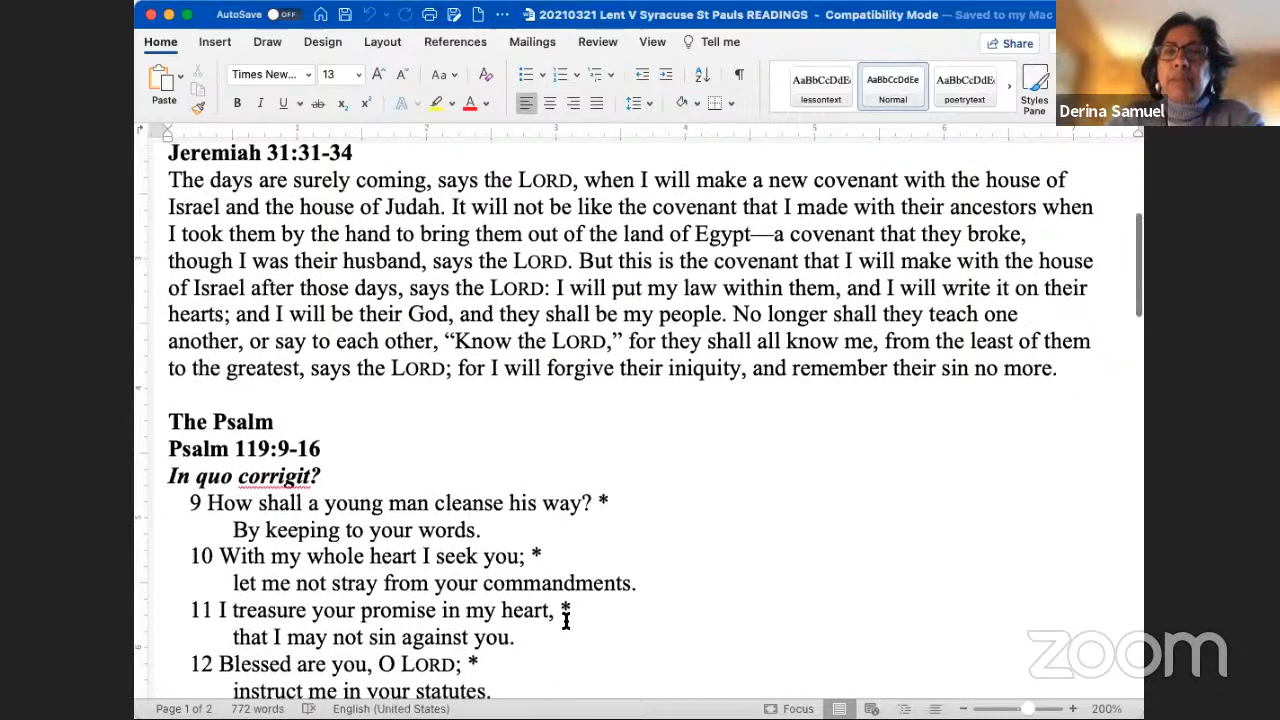 AutoSave OFF 20210321 Lent V Syracuse St Pauls READINGS - Compatibility Mode — Saved to my Mac
Home Insert Draw Design Layout References Mailings Review View Tell me Share
Paste Times New... 13 Aa AaBbCcDdE lessontext AaBbCcDdEe Normal AaBbCcDdE poetrytext Styles Pane
Derina Samuel
Jeremiah 31:31-34
The days are surely coming, says the LORD, when I will make a new covenant with the house of
Israel and the house of Judah. It will not be like the covenant that I made with their ancestors when
I took them by the hand to bring them out of the land of Egypt—a covenant that they broke,
though I was their husband, says the LORD. But this is the covenant that I will make with the house
of Israel after those days, says the LORD: I will put my law within them, and I will write it on their
hearts; and I will be their God, and they shall be my people. No longer shall they teach one
another, or say to each other, “Know the LORD,” for they shall all know me, from the least of them
to the greatest, says the LORD; for I will forgive their iniquity, and remember their sin no more.
The Psalm
Psalm 119:9-16
In quo corrigit?
9 How shall a young man cleanse his way? *
By keeping to your words.
10 With my whole heart I seek you; *
let me not stray from your commandments.
11 I treasure your promise in my heart, *
that I may not sin against you.
12 Blessed are you, O LORD; *
instruct me in your statutes.
zoom
Page 1 of 2 772 words English (United States) Focus 200%